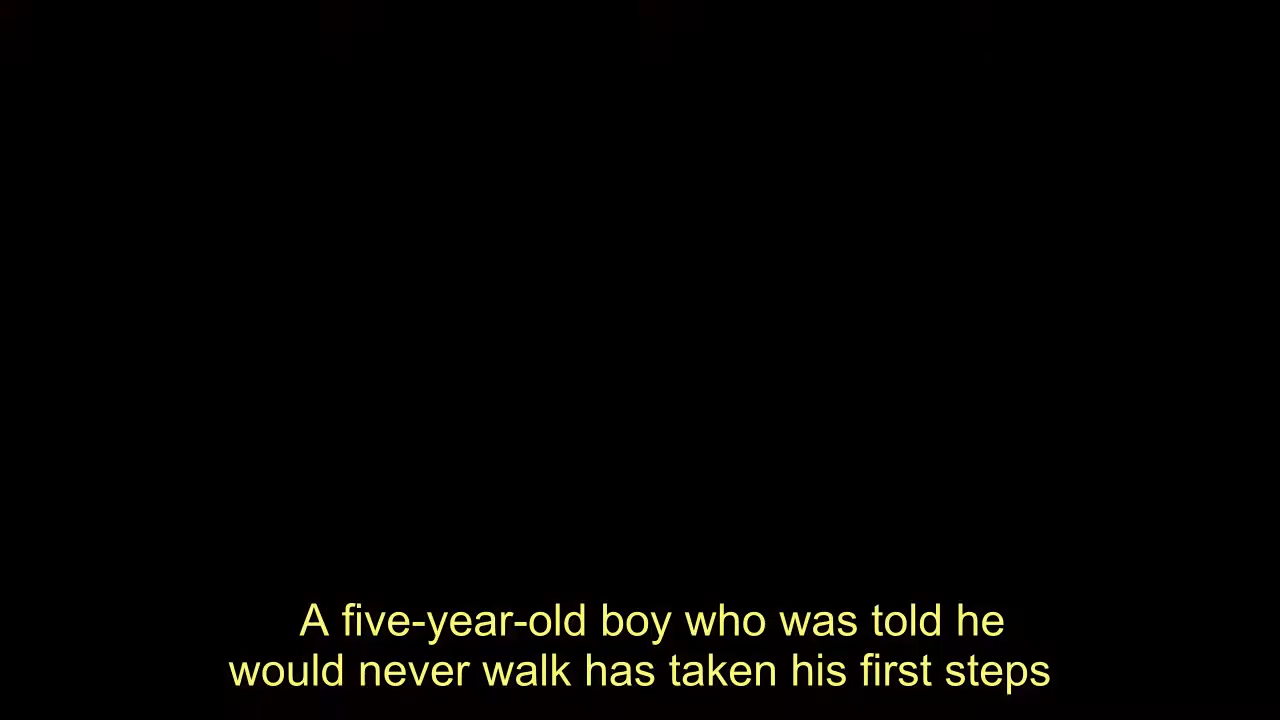 A five-year-old boy who was told he
would never walk has taken his first steps